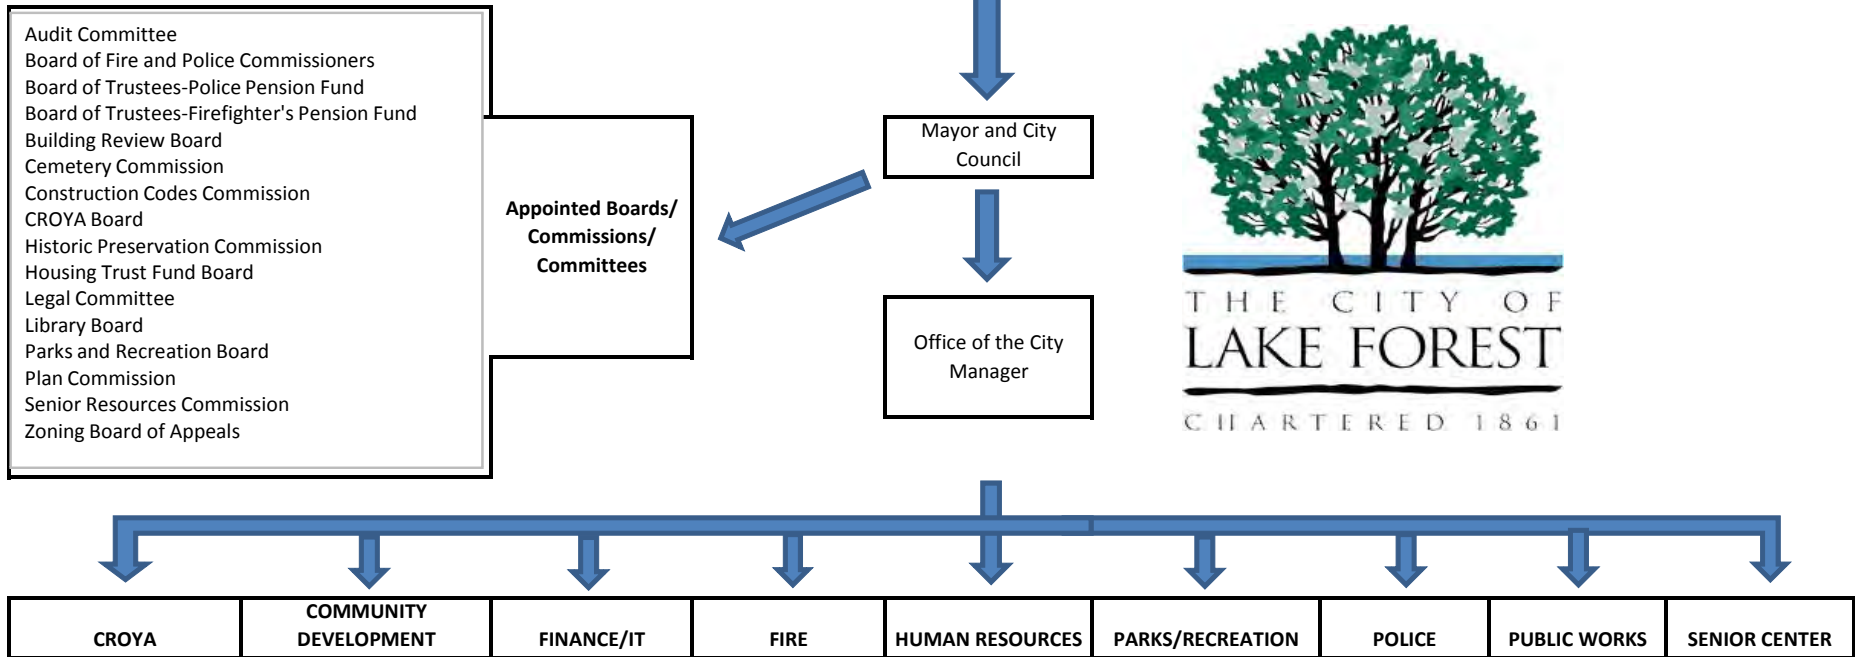 Audit Committee
Board of Fire and Police Commissioners
Board of Trustees-Police Pension Fund
Board of Trustees-Firefighter's Pension Fund
Building Review Board
Cemetery Commission
Construction Codes Commission
CROYA Board
Historic Preservation Commission
Housing Trust Fund Board
Legal Committee
Library Board
Parks and Recreation Board
Plan Commission
Senior Resources Commission
Zoning Board of Appeals
Appointed Boards/
Commissions/
Committees
Mayor and City
Council
Office of the City
Manager
THE CITY OF
LAKE FOREST
CHARTERED 1861
CROYA
COMMUNITY
DEVELOPMENT
FINANCE/IT
FIRE
HUMAN RESOURCES
PARKS/RECREATION
POLICE
PUBLIC WORKS
SENIOR CENTER